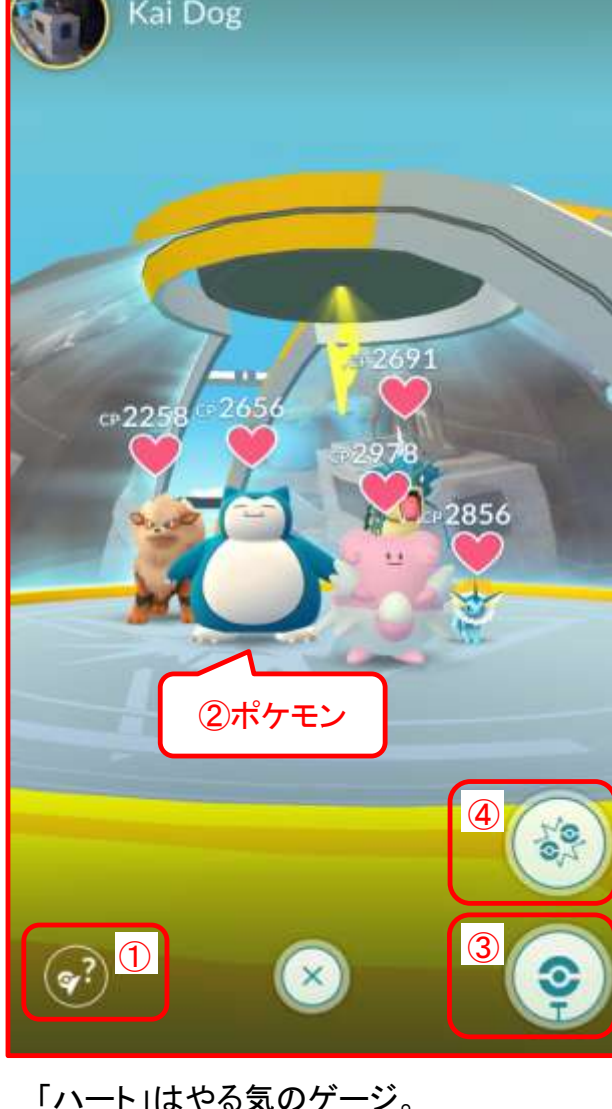 Kai Dog
CP2691
CP2258
CP2656
CP2978
CP2856
②ポケモン
④
①
?
③
「ハート」はやる気のゲージ。